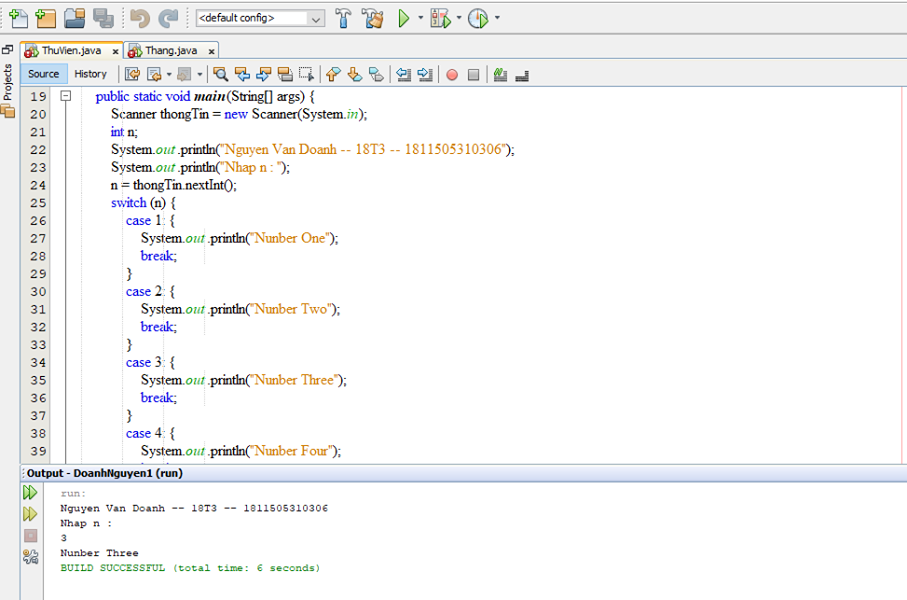 <default config>
ThuVien.java
Thang.java
Projects
Source
History
19 public static void main(String[] args) {
20 Scanner thongTin = new Scanner(System.in);
21 int n;
22 System.out.println("Nguyen Van Doanh -- 18T3 -- 1811505310306");
23 System.out.println("Nhap n : ");
24 n = thongTin.nextInt();
25 switch (n) {
26 case 1: {
27 System.out.println("Nunber One");
28 break;
29 }
30 case 2: {
31 System.out.println("Nunber Two");
32 break;
33 }
34 case 3: {
35 System.out.println("Nunber Three");
36 break;
37 }
38 case 4: {
39 System.out.println("Nunber Four");
Output - DoanhNguyen1 (run)
run:
Nguyen Van Doanh -- 18T3 -- 1811505310306
Nhap n :
3
Nunber Three
BUILD SUCCESSFUL (total time: 6 seconds)